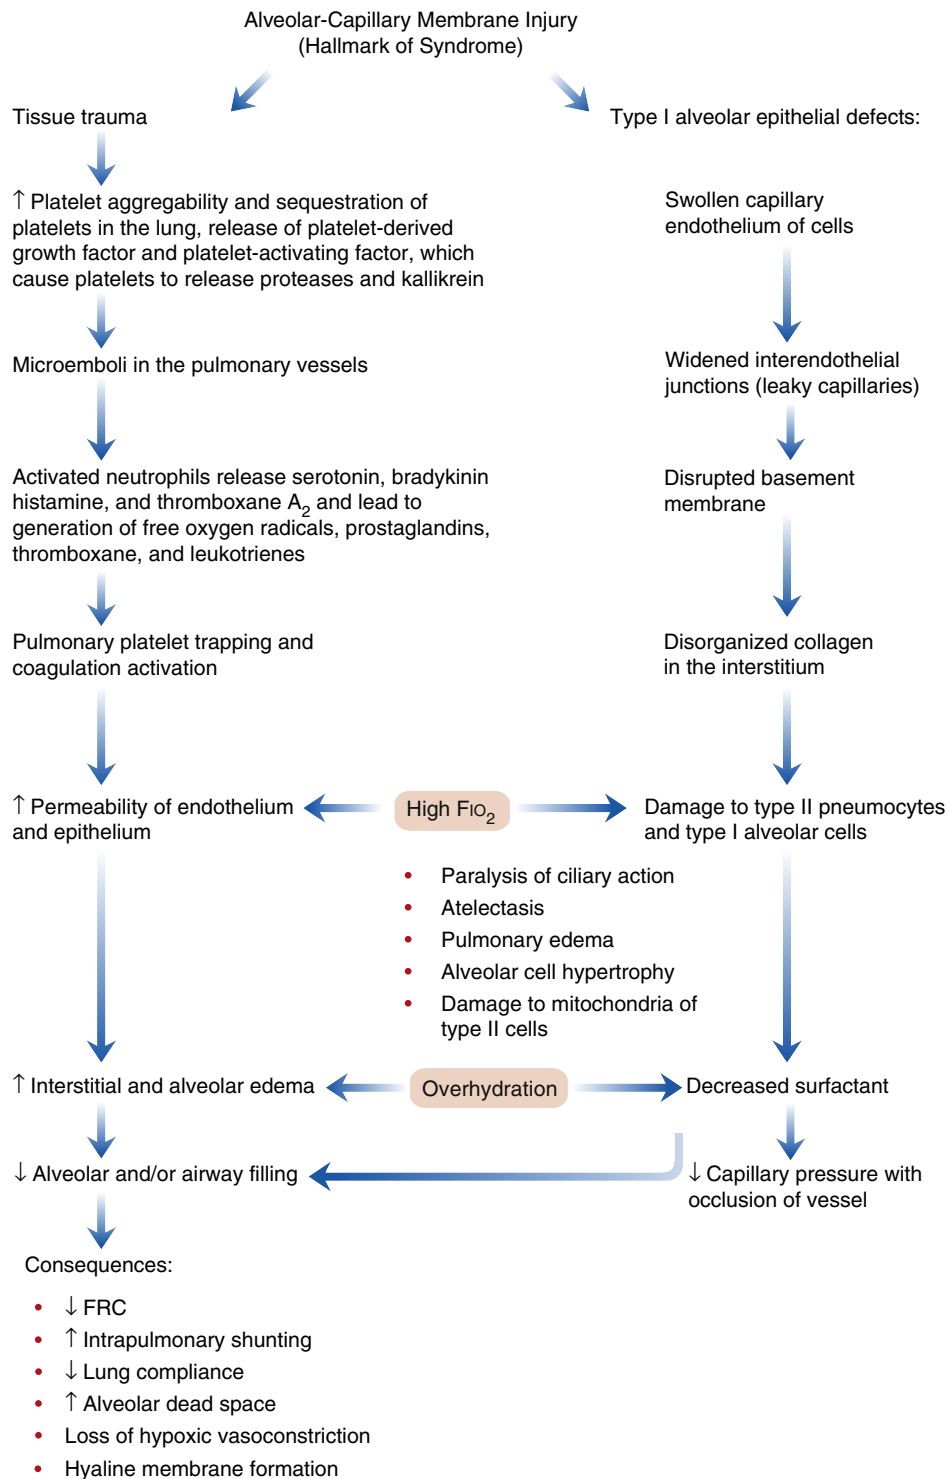 Alveolar-Capillary Membrane Injury
(Hallmark of Syndrome)
Tissue trauma
Type I alveolar epithelial defects:
↑ Platelet aggregability and sequestration of
platelets in the lung, release of platelet-derived
growth factor and platelet-activating factor, which
cause platelets to release proteases and kallikrein
Swollen capillary
endothelium of cells
Microemboli in the pulmonary vessels
Widened interendothelial
junctions (leaky capillaries)
Activated neutrophils release serotonin, bradykinin
histamine, and thromboxane A₂ and lead to
generation of free oxygen radicals, prostaglandins,
thromboxane, and leukotrienes
Disrupted basement
membrane
Pulmonary platelet trapping and
coagulation activation
Disorganized collagen
in the interstitium
↑ Permeability of endothelium
and epithelium
High FIO₂
Damage to type II pneumocytes
and type I alveolar cells
• Paralysis of ciliary action
• Atelectasis
• Pulmonary edema
• Alveolar cell hypertrophy
• Damage to mitochondria of
type II cells
↑ Interstitial and alveolar edema
Overhydration
Decreased surfactant
↓ Alveolar and/or airway filling
↓ Capillary pressure with
occlusion of vessel
Consequences:
• ↓ FRC
• ↑ Intrapulmonary shunting
• ↓ Lung compliance
• ↑ Alveolar dead space
• Loss of hypoxic vasoconstriction
• Hyaline membrane formation